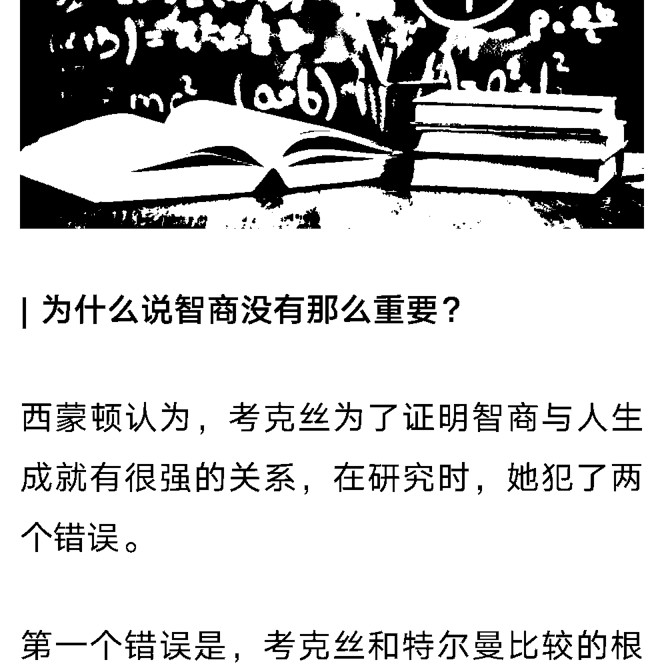 mc² (a+b)
| 为什么说智商没有那么重要？
西蒙顿认为，考克丝为了证明智商与人生
成就有很强的关系，在研究时，她犯了两
个错误。
第一个错误是，考克丝和特尔曼比较的根